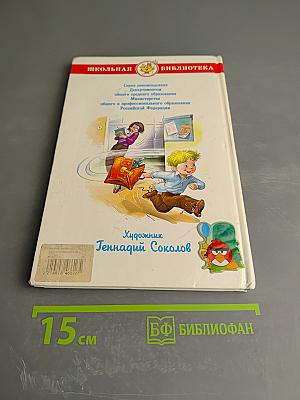 ШКОЛЬНАЯ БИБЛИОТЕКА
Серия рекомендована
Департаментом
общего среднего образования
Министерства
общего и профессионального образования
Российской Федерации
Художник
Геннадий Соколов
15 см
БФ БИБЛИОФАН